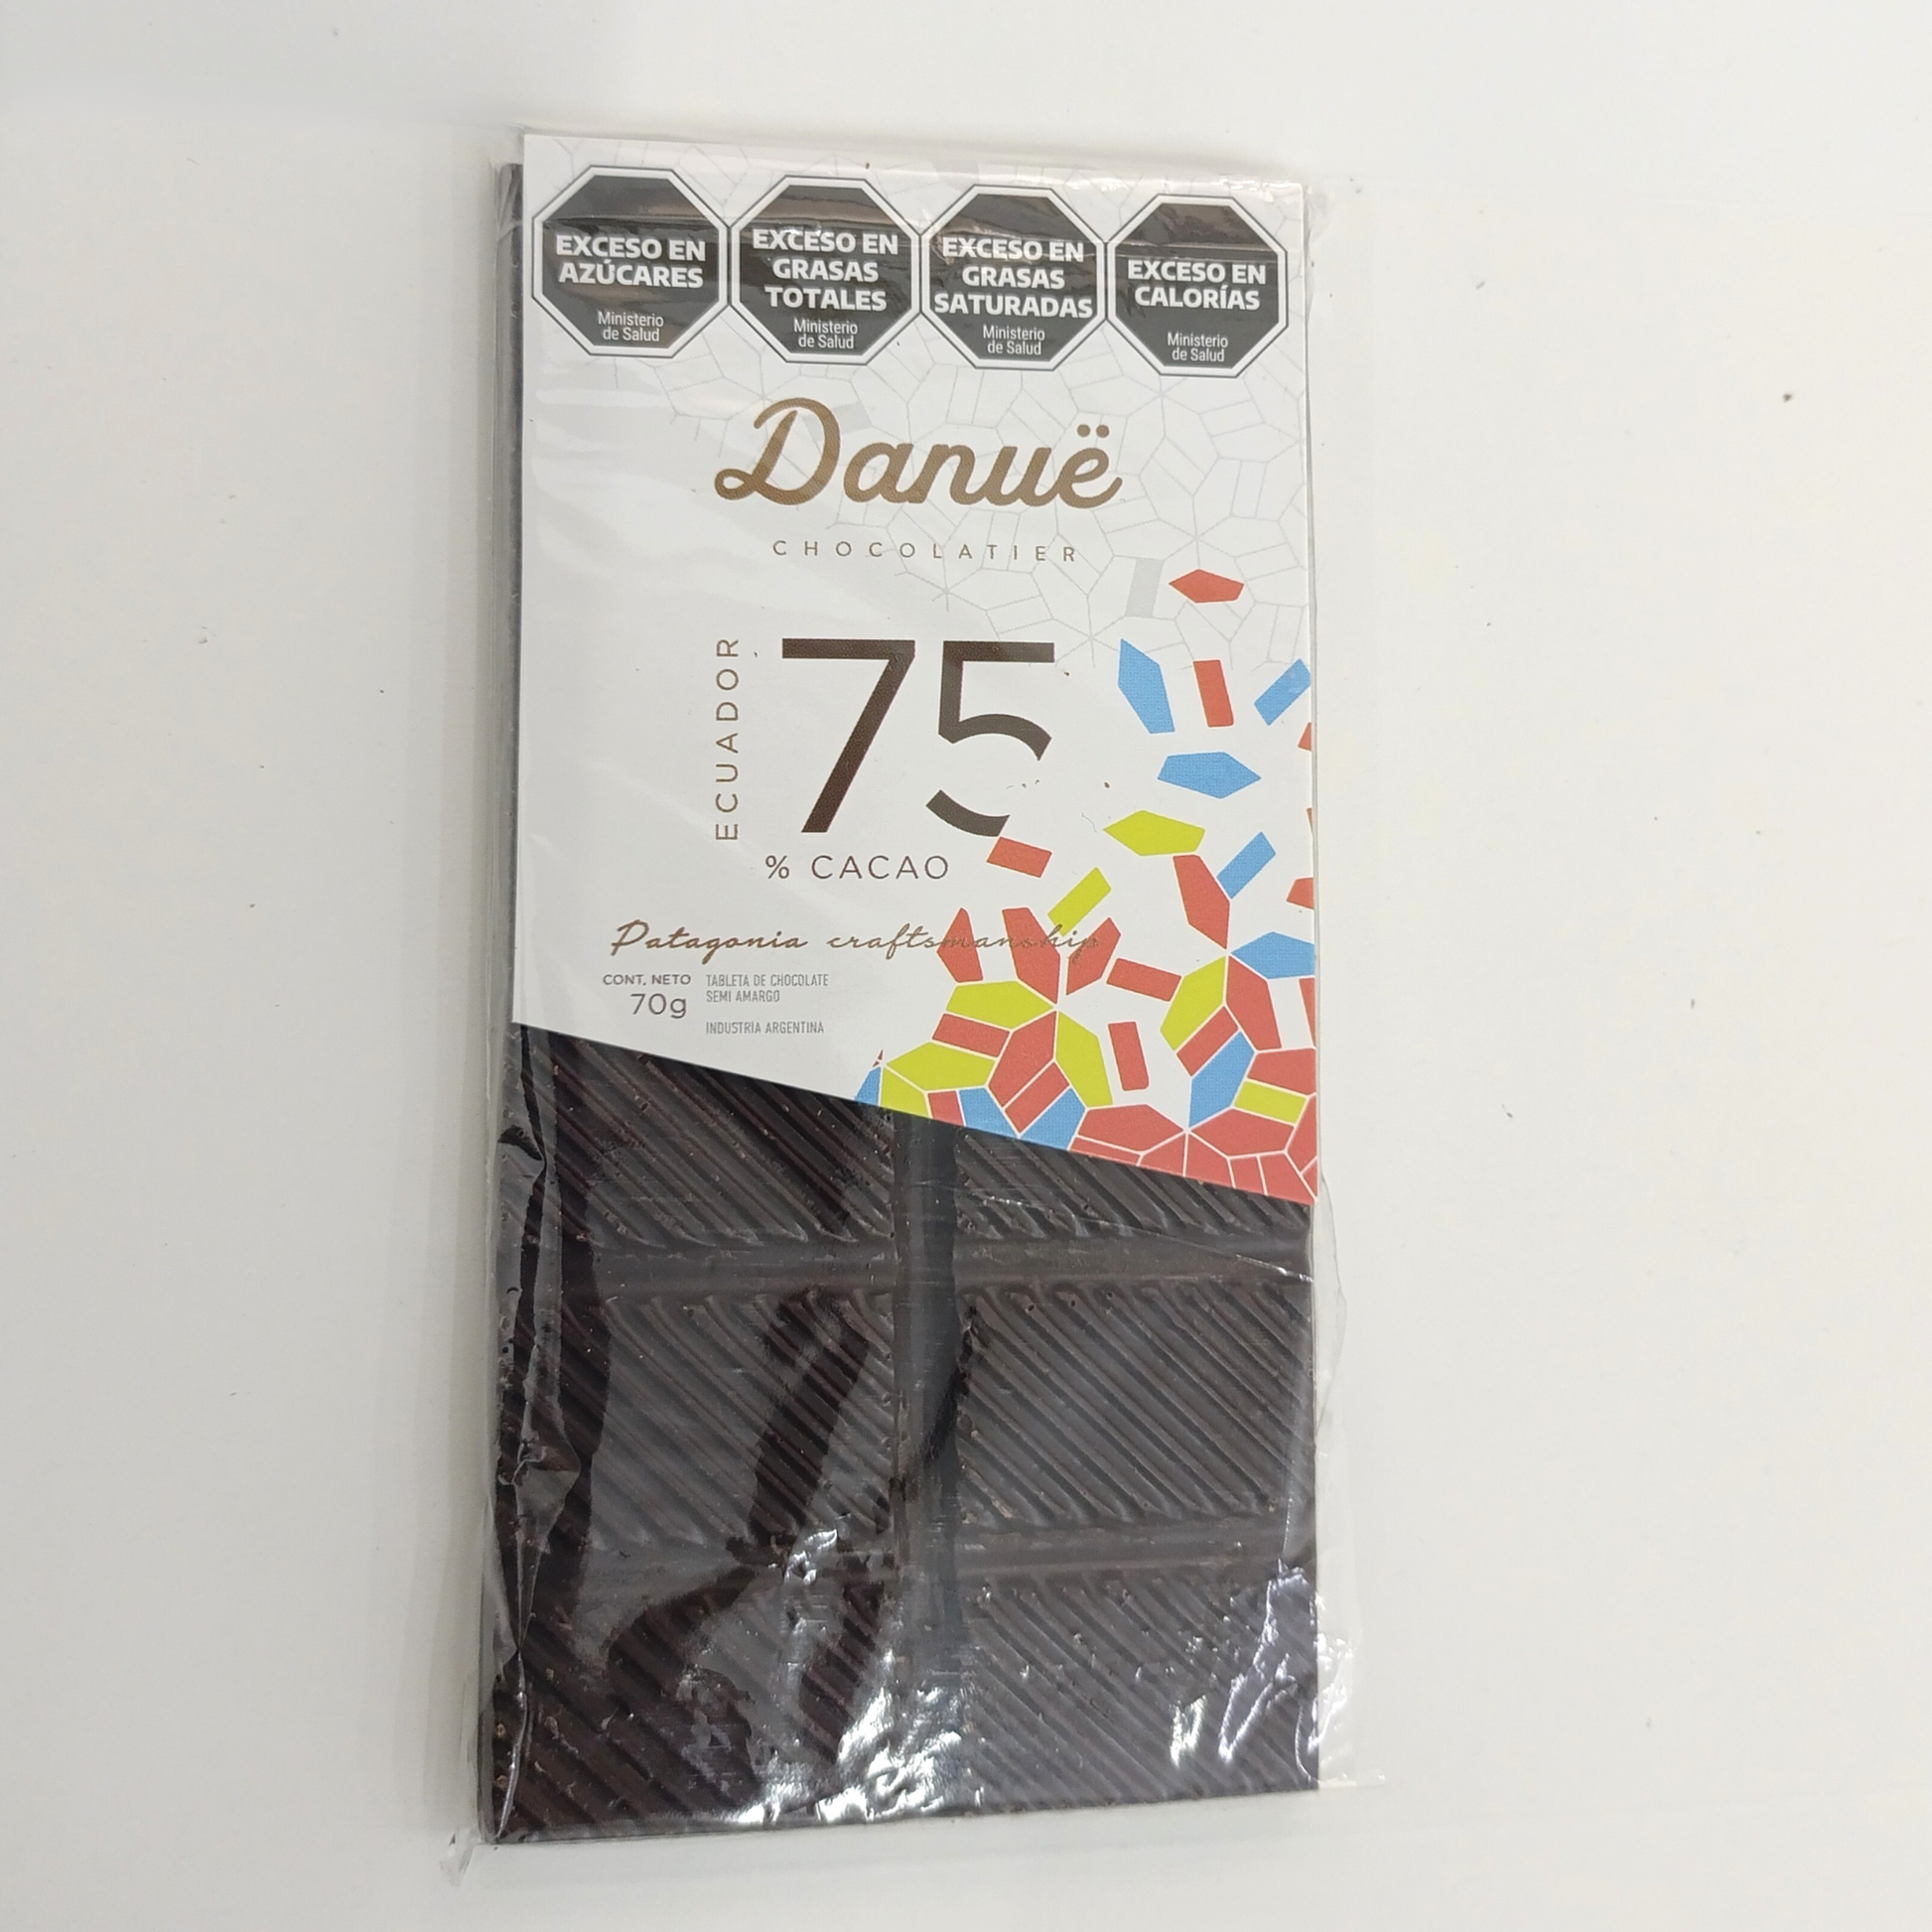 EXCESO EN
AZÚCARES
Ministerio
de Salud
EXCESO EN
GRASAS
TOTALES
Ministerio
de Salud
EXCESO EN
GRASAS
SATURADAS
Ministerio
de Salud
EXCESO EN
CALORÍAS
Ministerio
de Salud
Danuë
CHOCOLATIER
ECUADOR
75
% CACAO
Patagonia craftsmanship
CONT. NETO
70g
TABLETA DE CHOCOLATE
SEMI AMARGO
INDUSTRIA ARGENTINA